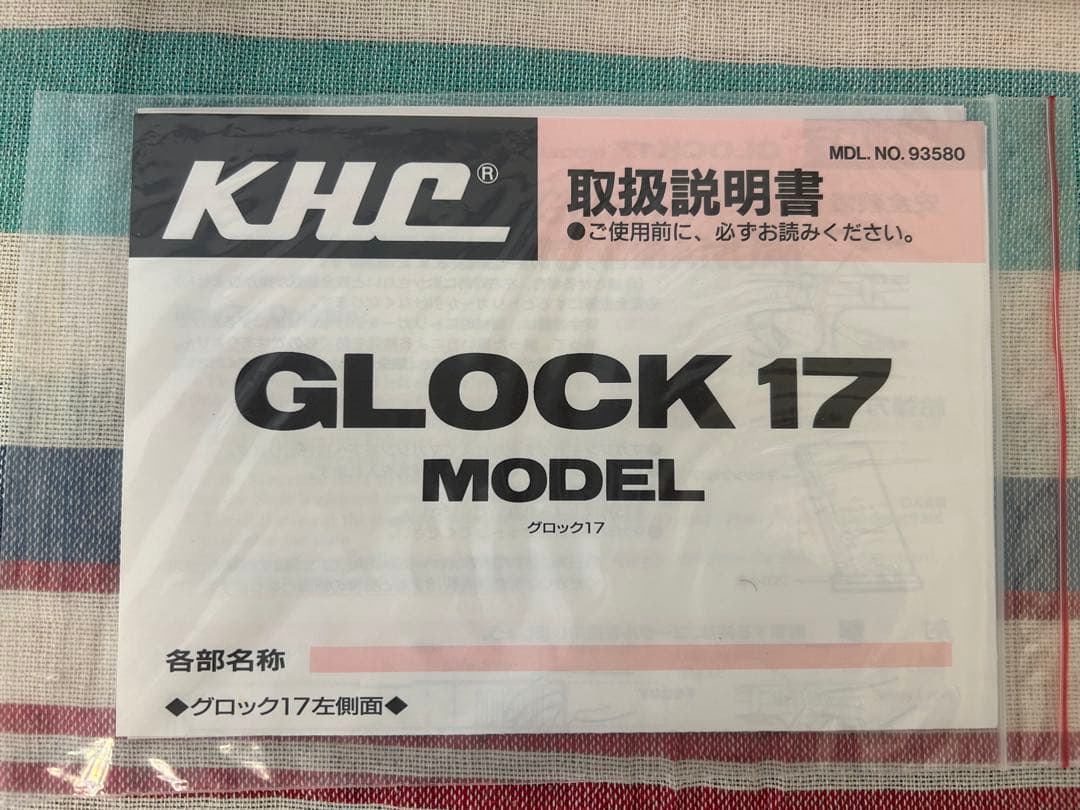 KHC®
MDL. NO. 93580
取扱説明書
●ご使用前に、必ずお読みください。
GLOCK 17
MODEL
グロック17
各部名称
◆グロック17左側面◆